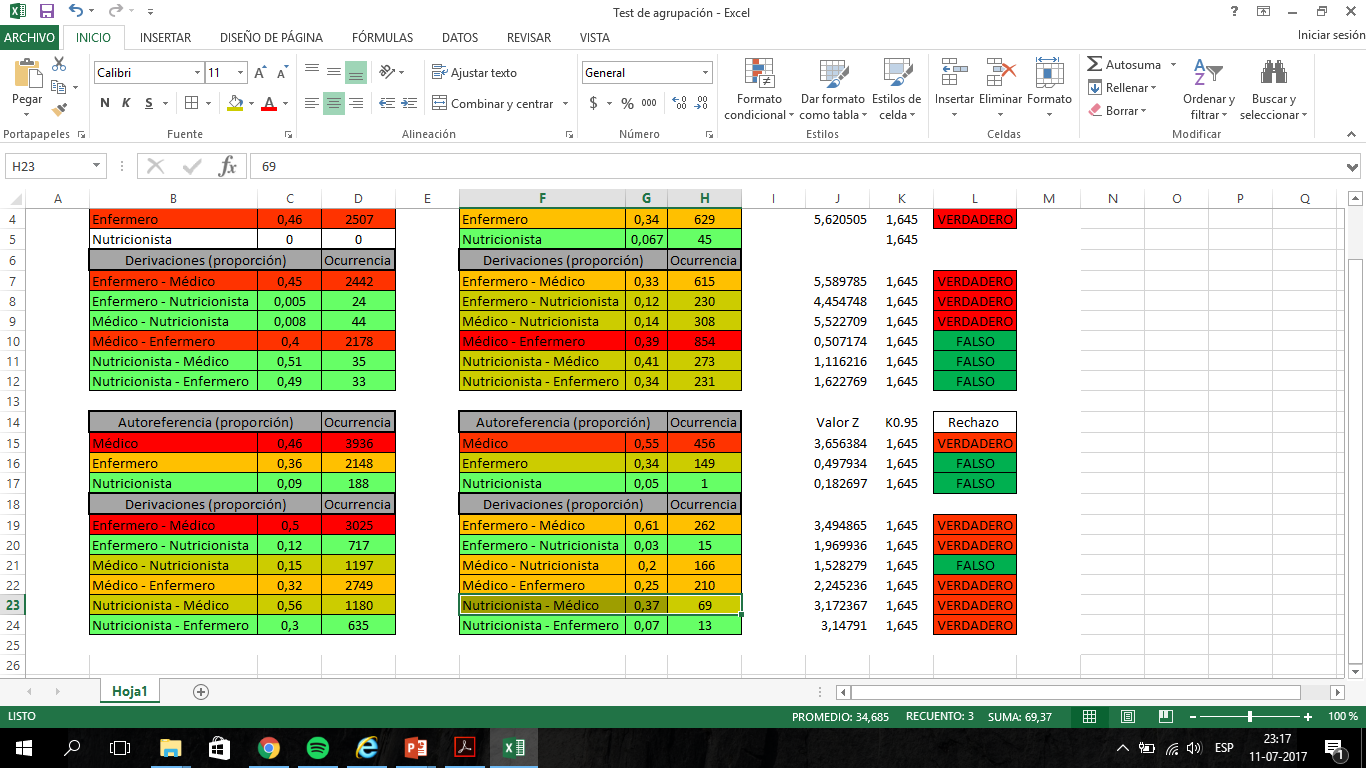 Test de agrupación - Excel
ARCHIVO INICIO INSERTAR DISEÑO DE PÁGINA FÓRMULAS DATOS REVISAR VISTA Iniciar sesión
Pegar Calibri 11 A A Ajustar texto General Formato condicional Dar formato como tabla Estilos de celda Insertar Eliminar Formato Autosuma Rellenar Borrar Ordenar y filtrar Buscar y seleccionar
N K S A Combinar y centrar $ % 000
Portapapeles Fuente Alineación Número Estilos Celdas Modificar
H23 fx 69
A B C D E F G H I J K L M N O P Q
4 Enfermero 0,46 2507 Enfermero 0,34 629 5,620505 1,645 VERDADERO
5 Nutricionista 0 0 Nutricionista 0,067 45 1,645
6 Derivaciones (proporción) Ocurrencia Derivaciones (proporción) Ocurrencia
7 Enfermero - Médico 0,45 2442 Enfermero - Médico 0,33 615 5,589785 1,645 VERDADERO
8 Enfermero - Nutricionista 0,005 24 Enfermero - Nutricionista 0,12 230 4,454748 1,645 VERDADERO
9 Médico - Nutricionista 0,008 44 Médico - Nutricionista 0,14 308 5,522709 1,645 VERDADERO
10 Médico - Enfermero 0,4 2178 Médico - Enfermero 0,39 854 0,507174 1,645 FALSO
11 Nutricionista - Médico 0,51 35 Nutricionista - Médico 0,41 273 1,116216 1,645 FALSO
12 Nutricionista - Enfermero 0,49 33 Nutricionista - Enfermero 0,34 231 1,622769 1,645 FALSO
13
14 Autoreferencia (proporción) Ocurrencia Autoreferencia (proporción) Ocurrencia Valor Z K0.95 Rechazo
15 Médico 0,46 3936 Médico 0,55 456 3,656384 1,645 VERDADERO
16 Enfermero 0,36 2148 Enfermero 0,34 149 0,497934 1,645 FALSO
17 Nutricionista 0,09 188 Nutricionista 0,05 1 0,182697 1,645 FALSO
18 Derivaciones (proporción) Ocurrencia Derivaciones (proporción) Ocurrencia
19 Enfermero - Médico 0,5 3025 Enfermero - Médico 0,61 262 3,494865 1,645 VERDADERO
20 Enfermero - Nutricionista 0,12 717 Enfermero - Nutricionista 0,03 15 1,969936 1,645 VERDADERO
21 Médico - Nutricionista 0,15 1197 Médico - Nutricionista 0,2 166 1,528279 1,645 FALSO
22 Médico - Enfermero 0,32 2749 Médico - Enfermero 0,25 210 2,245236 1,645 VERDADERO
23 Nutricionista - Médico 0,56 1180 Nutricionista - Médico 0,37 69 3,172367 1,645 VERDADERO
24 Nutricionista - Enfermero 0,3 635 Nutricionista - Enfermero 0,07 13 3,14791 1,645 VERDADERO
25
26
Hoja1
LISTO PROMEDIO: 34,685 RECUENTO: 3 SUMA: 69,37 100 %
ESP 23:17
11-07-2017 1